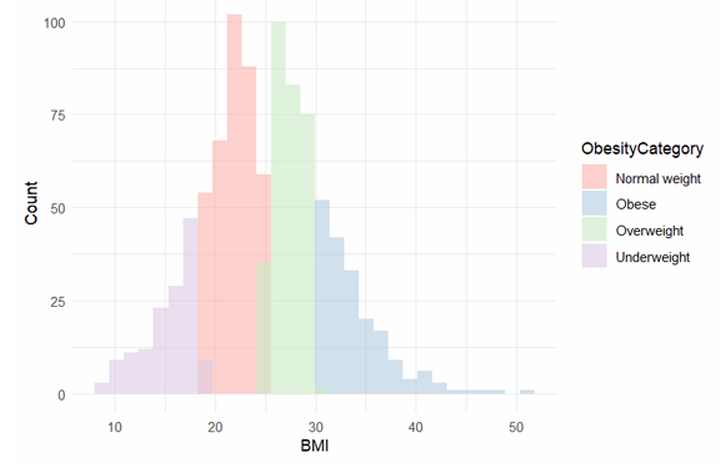 100
75
50
25
0
Count
10 20 30 40 50
BMI
ObesityCategory
Normal weight
Obese
Overweight
Underweight